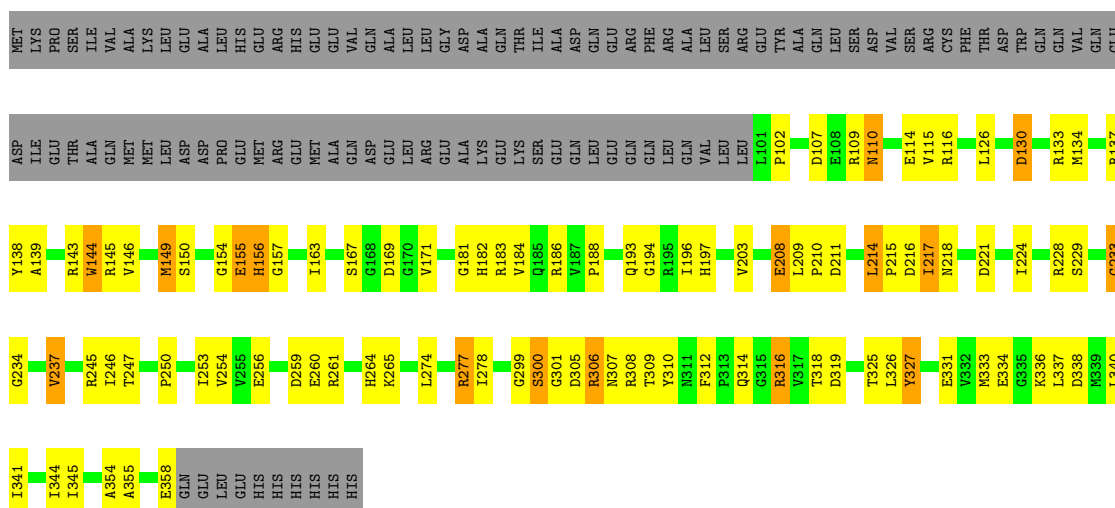 MET LYS PRO SER ILE VAL ALA LYS LEU GLU ALA LEU HIS GLU ARG HIS GLU GLU VAL GLN ALA LEU LEU GLY ASP ALA GLN THR ILE ALA ASP GLN GLU ARG PHE ARG ALA LEU SER ARG GLU TYR ALA GLN LEU SER ASP VAL SER ARG CYS PHE THR ASP TRP GLN GLN VAL GLN GLU
ASP ILE GLU THR ALA GLN MET MET LEU ASP ASP PRO GLU MET ARG GLU MET ALA GLN ASP GLU LEU ARG GLU ALA LYS GLU LYS SER GLU GLN LEU GLU GLN GLN LEU GLN VAL LEU LEU L101 P102 D107 E108 R109 N110 E114 V115 R116 L126 D130 R133 M134 R137
Y138 A139 R143 W144 R145 V146 M149 S150 G154 E155 H156 G157 I163 S167 G168 D169 G170 V171 G181 H182 R183 V184 Q185 R186 V187 P188 Q193 G194 R195 I196 H197 V203 E208 L209 P210 D211 L214 P215 D216 I217 N218 D221 I224 R228 S229 G233
G234 V237 R245 I246 T247 P250 I253 V254 V255 E256 D259 E260 R261 H264 K265 L274 R277 I278 G299 S300 G301 D305 R306 N307 R308 T309 Y310 N311 F312 P313 Q314 G315 R316 V317 T318 D319 T325 L326 Y327 E331 V332 M333 E334 G335 K336 L337 D338 M339 L340
I341 I344 I345 A354 A355 E358 GLN GLU LEU GLU HIS HIS HIS HIS HIS HIS